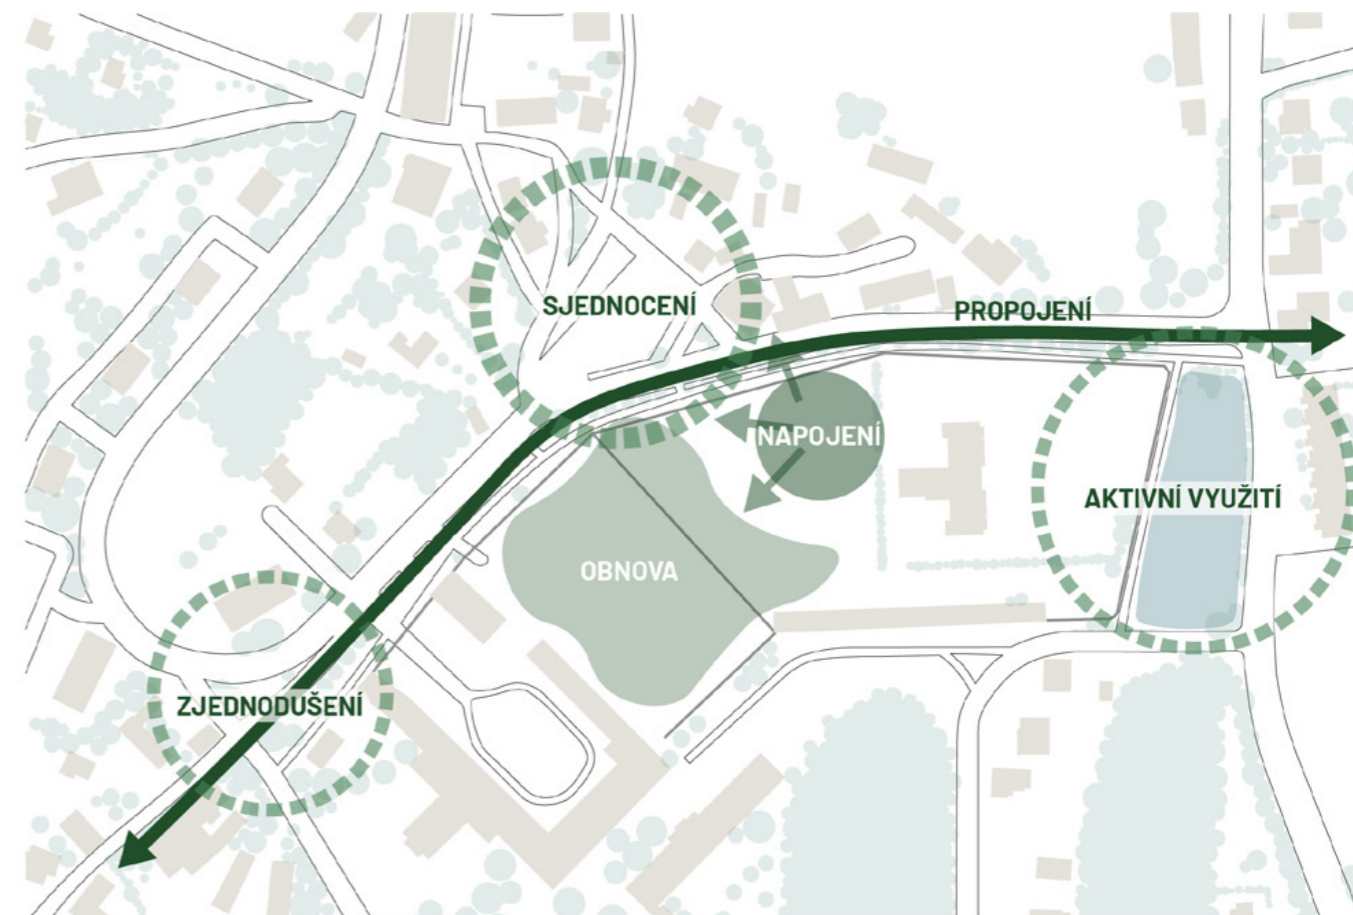 SJEDNOCENÍ
PROPOJENÍ
NAPOJENÍ
AKTIVNÍ VYUŽITÍ
OBNOVA
ZJEDNODUŠENÍ